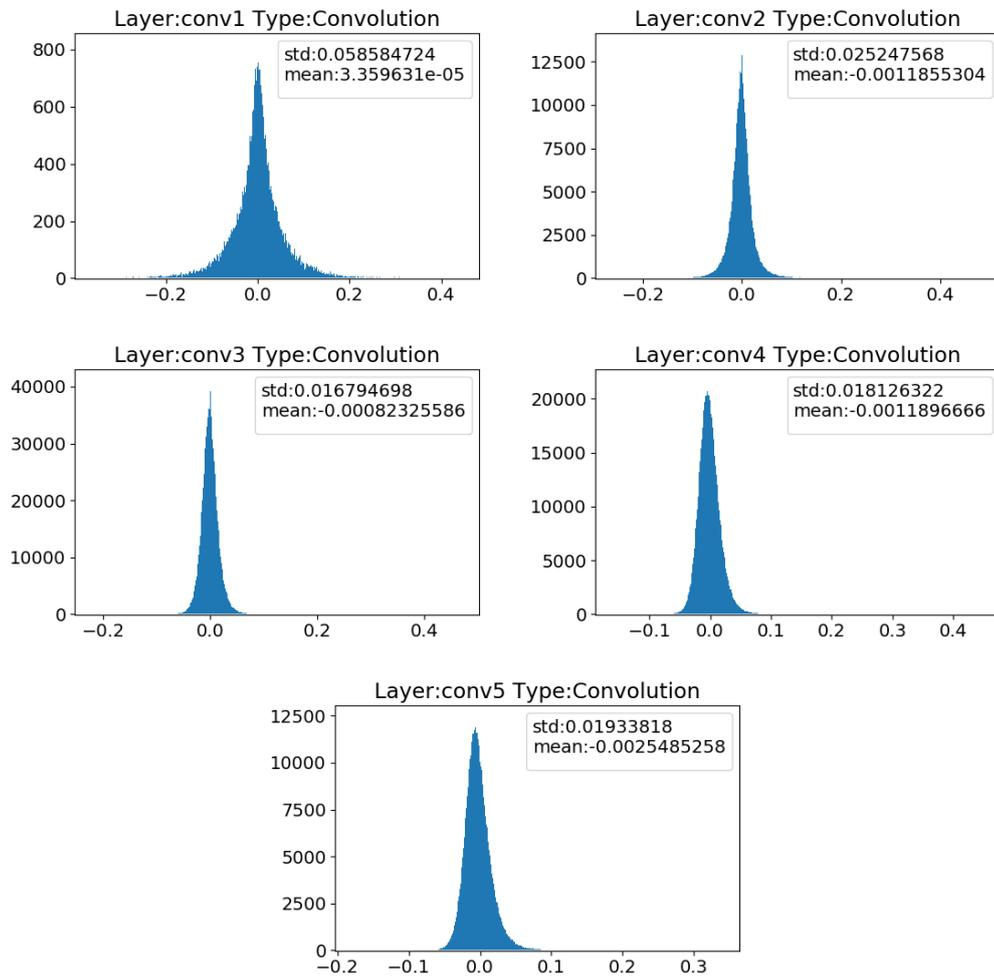 Layer:conv1 Type:Convolution
std:0.058584724
mean:3.359631e-05
800
600
400
200
0
−0.2 0.0 0.2 0.4
Layer:conv2 Type:Convolution
std:0.025247568
mean:-0.0011855304
12500
10000
7500
5000
2500
0
−0.2 0.0 0.2 0.4
Layer:conv3 Type:Convolution
std:0.016794698
mean:-0.00082325586
40000
30000
20000
10000
0
−0.2 0.0 0.2 0.4
Layer:conv4 Type:Convolution
std:0.018126322
mean:-0.0011896666
20000
15000
10000
5000
0
−0.1 0.0 0.1 0.2 0.3 0.4
Layer:conv5 Type:Convolution
std:0.01933818
mean:-0.0025485258
12500
10000
7500
5000
2500
0
−0.2 −0.1 0.0 0.1 0.2 0.3